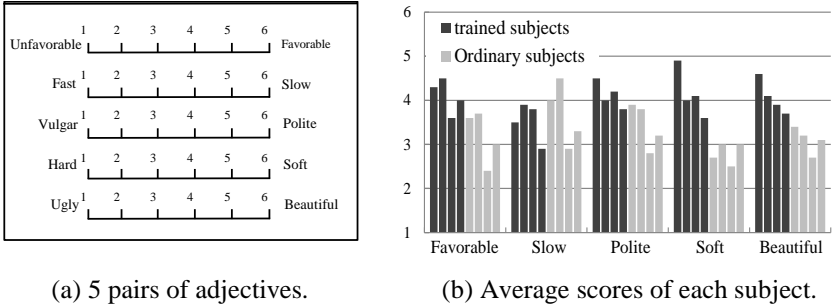 1 2 3 4 5 6
Unfavorable Favorable
1 2 3 4 5 6
Fast Slow
1 2 3 4 5 6
Vulgar Polite
1 2 3 4 5 6
Hard Soft
1 2 3 4 5 6
Ugly Beautiful
(a) 5 pairs of adjectives.
6
5
4
3
2
1
trained subjects
Ordinary subjects
Favorable Slow Polite Soft Beautiful
(b) Average scores of each subject.